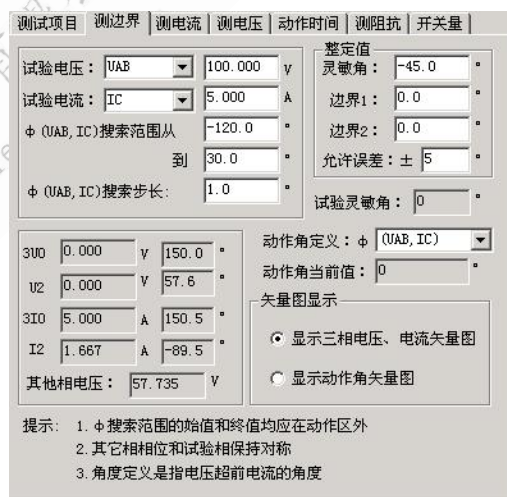 测试项目 测边界 测电流 测电压 动作时间 测阻抗 开关量
试验电压： UAB 100.000 V
试验电流： IC 5.000 A
φ (UAB, IC)搜索范围从 -120.0 °
到 30.0 °
φ (UAB, IC)搜索步长: 1.0 °
整定值
灵敏角： -45.0 °
边界1： 0.0 °
边界2： 0.0 °
允许误差：± 5 °
试验灵敏角： 0 °
3U0 0.000 V 150.0 °
U2 0.000 V 57.6 °
3I0 5.000 A 150.5 °
I2 1.667 A -89.5 °
其他相电压： 57.735 V
动作角定义：φ (UAB, IC)
动作角当前值： 0 °
矢量图显示
显示三相电压、电流矢量图
显示动作角矢量图
提示: 1. φ搜索范围的始值和终值均应在动作区外
2. 其它相相位和试验相保持对称
3. 角度定义是指电压超前电流的角度